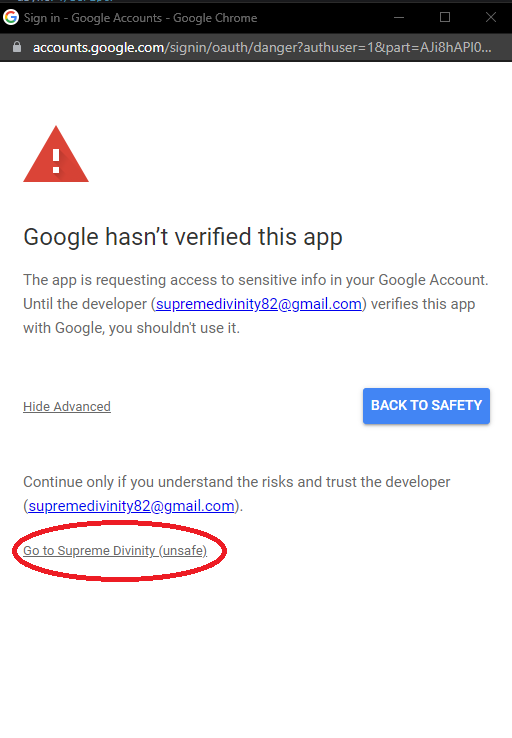 Sign in - Google Accounts - Google Chrome
accounts.google.com/signin/oauth/danger?authuser=1&part=AJi8hAPI0...
Google hasn't verified this app
The app is requesting access to sensitive info in your Google Account.
Until the developer (supremedivinity82@gmail.com) verifies this app
with Google, you shouldn't use it.
Hide Advanced
BACK TO SAFETY
Continue only if you understand the risks and trust the developer
(supremedivinity82@gmail.com).
Go to Supreme Divinity (unsafe)